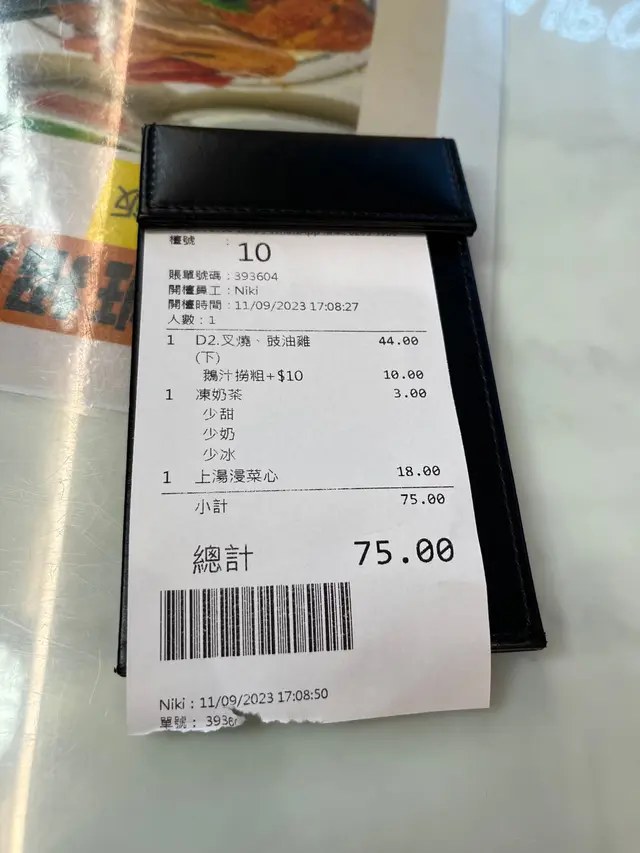 檯號 :
10
賬單號碼：393604
開檯員工：Niki
開檯時間：11/09/2023 17:08:27
人數：1
1 D2.叉燒、豉油雞 44.00
(下)
鵝汁撈粗+$10 10.00
1 凍奶茶 3.00
少甜
少奶
少冰
1 上湯浸菜心 18.00
小計 75.00
總計 75.00
Niki：11/09/2023 17:08:50
單號：393
飯